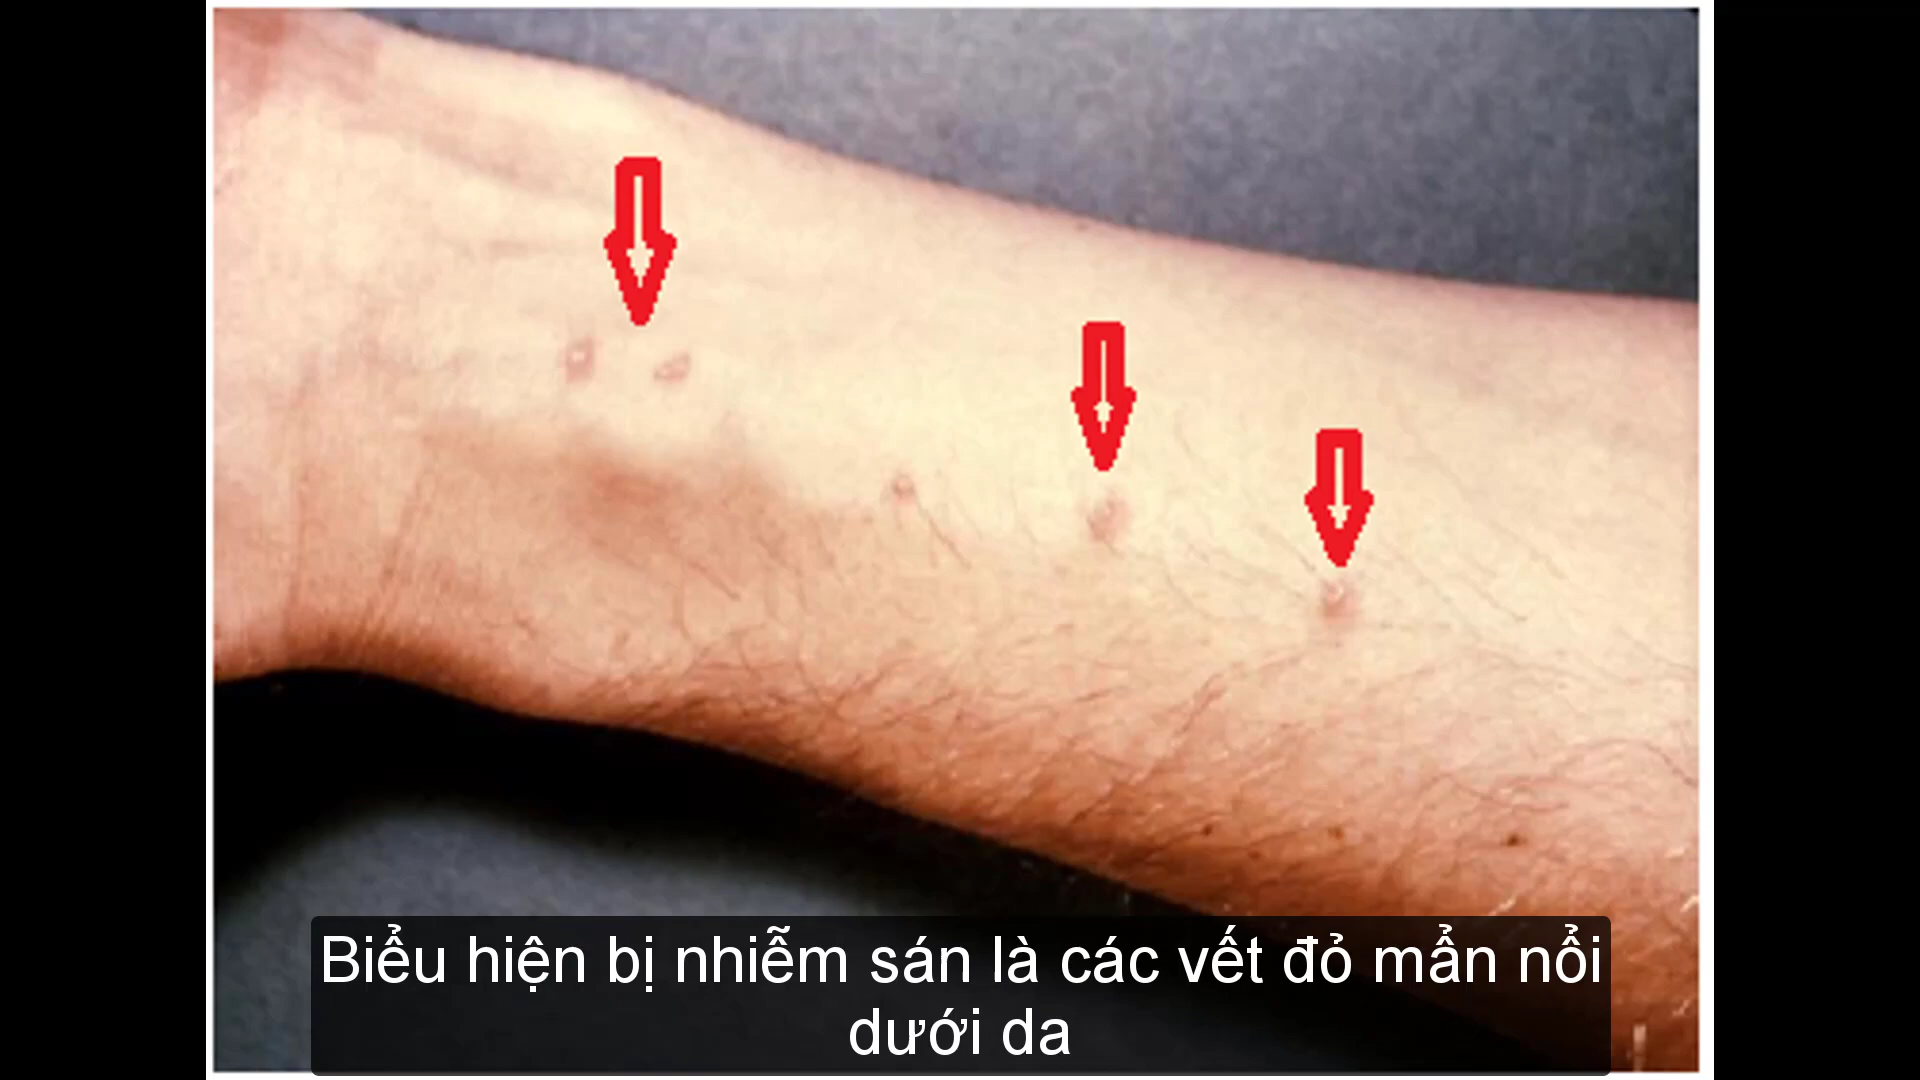 Biểu hiện bị nhiễm sán là các vết đỏ mẩn nổi
dưới da